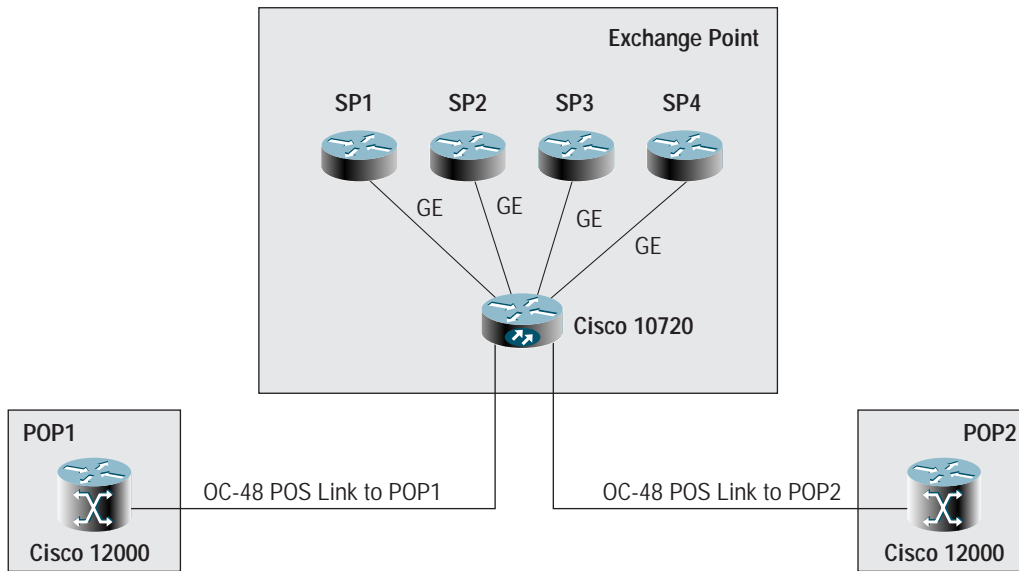 Exchange Point
SP1
SP2
SP3
SP4
GE
GE
GE
GE
Cisco 10720
POP1
POP2
OC-48 POS Link to POP1
OC-48 POS Link to POP2
Cisco 12000
Cisco 12000